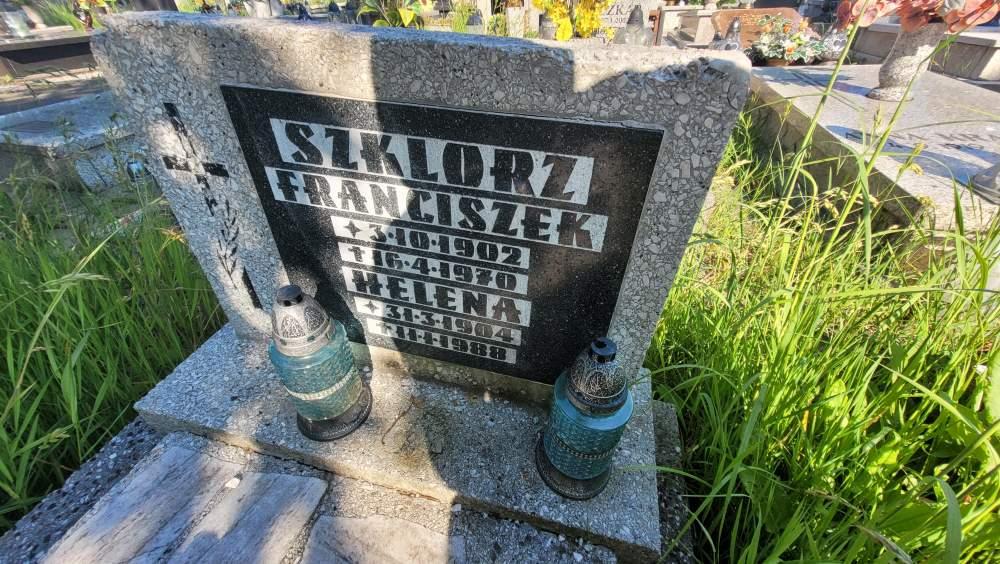 SZKLORZ
FRANCISZEK
✦3·10·1902
✝16·4·1970
HELENA
✦31·3·1904
✝11·1·1988